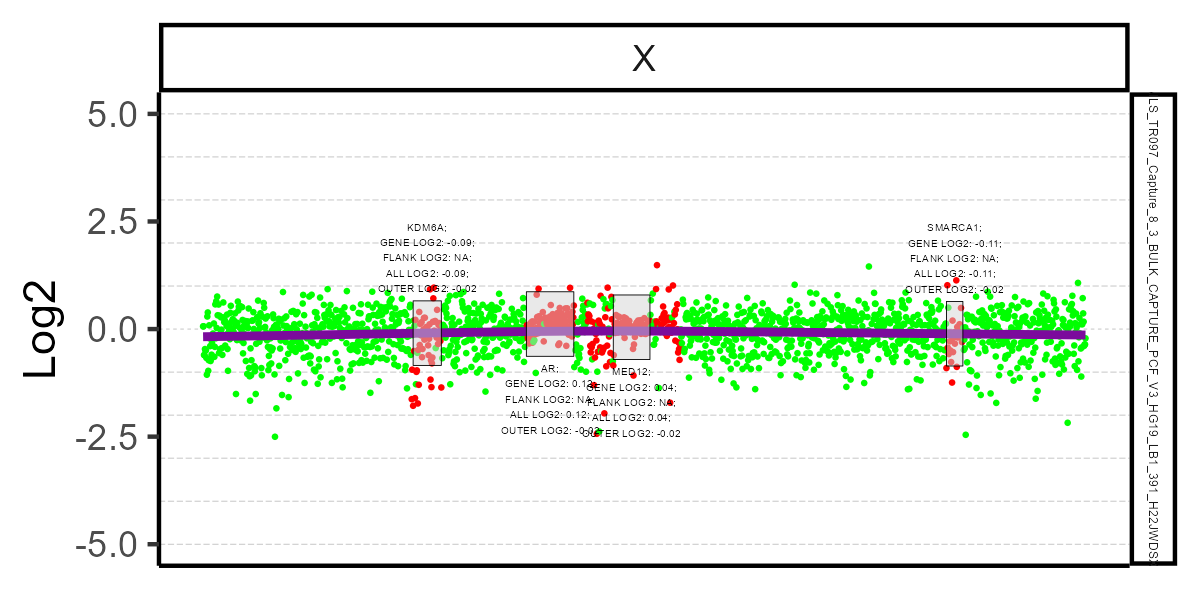 X
Log2
5.0
2.5
0.0
-2.5
-5.0
KDM6A;
GENE LOG2: -0.09;
FLANK LOG2: NA;
ALL LOG2: -0.09;
OUTER LOG2: -0.02
SMARCA1;
GENE LOG2: -0.11;
FLANK LOG2: NA;
ALL LOG2: -0.11;
OUTER LOG2: -0.02
AR;
GENE LOG2: 0.12;
FLANK LOG2: NA;
ALL LOG2: 0.12;
OUTER LOG2: -0.02
MED12;
GENE LOG2: 0.04;
FLANK LOG2: NA;
ALL LOG2: 0.04;
OUTER LOG2: -0.02
LS_TR097_Capture_8_3_BULK_CAPTURE_PCF_V3_HG19_LB1_391_H22JWDS